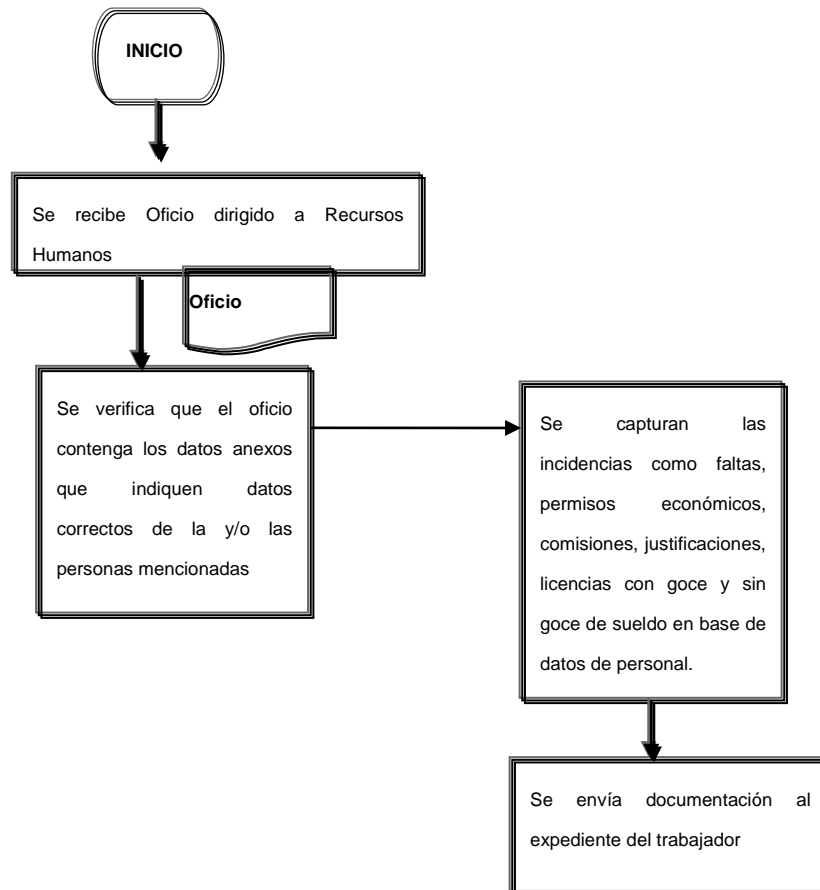 INICIO
Se recibe Oficio dirigido a Recursos
Humanos
Oficio
Se verifica que el oficio
contenga los datos anexos
que indiquen datos
correctos de la y/o las
personas mencionadas
Se capturan las
incidencias como faltas,
permisos económicos,
comisiones, justificaciones,
licencias con goce y sin
goce de sueldo en base de
datos de personal.
Se envía documentación al
expediente del trabajador